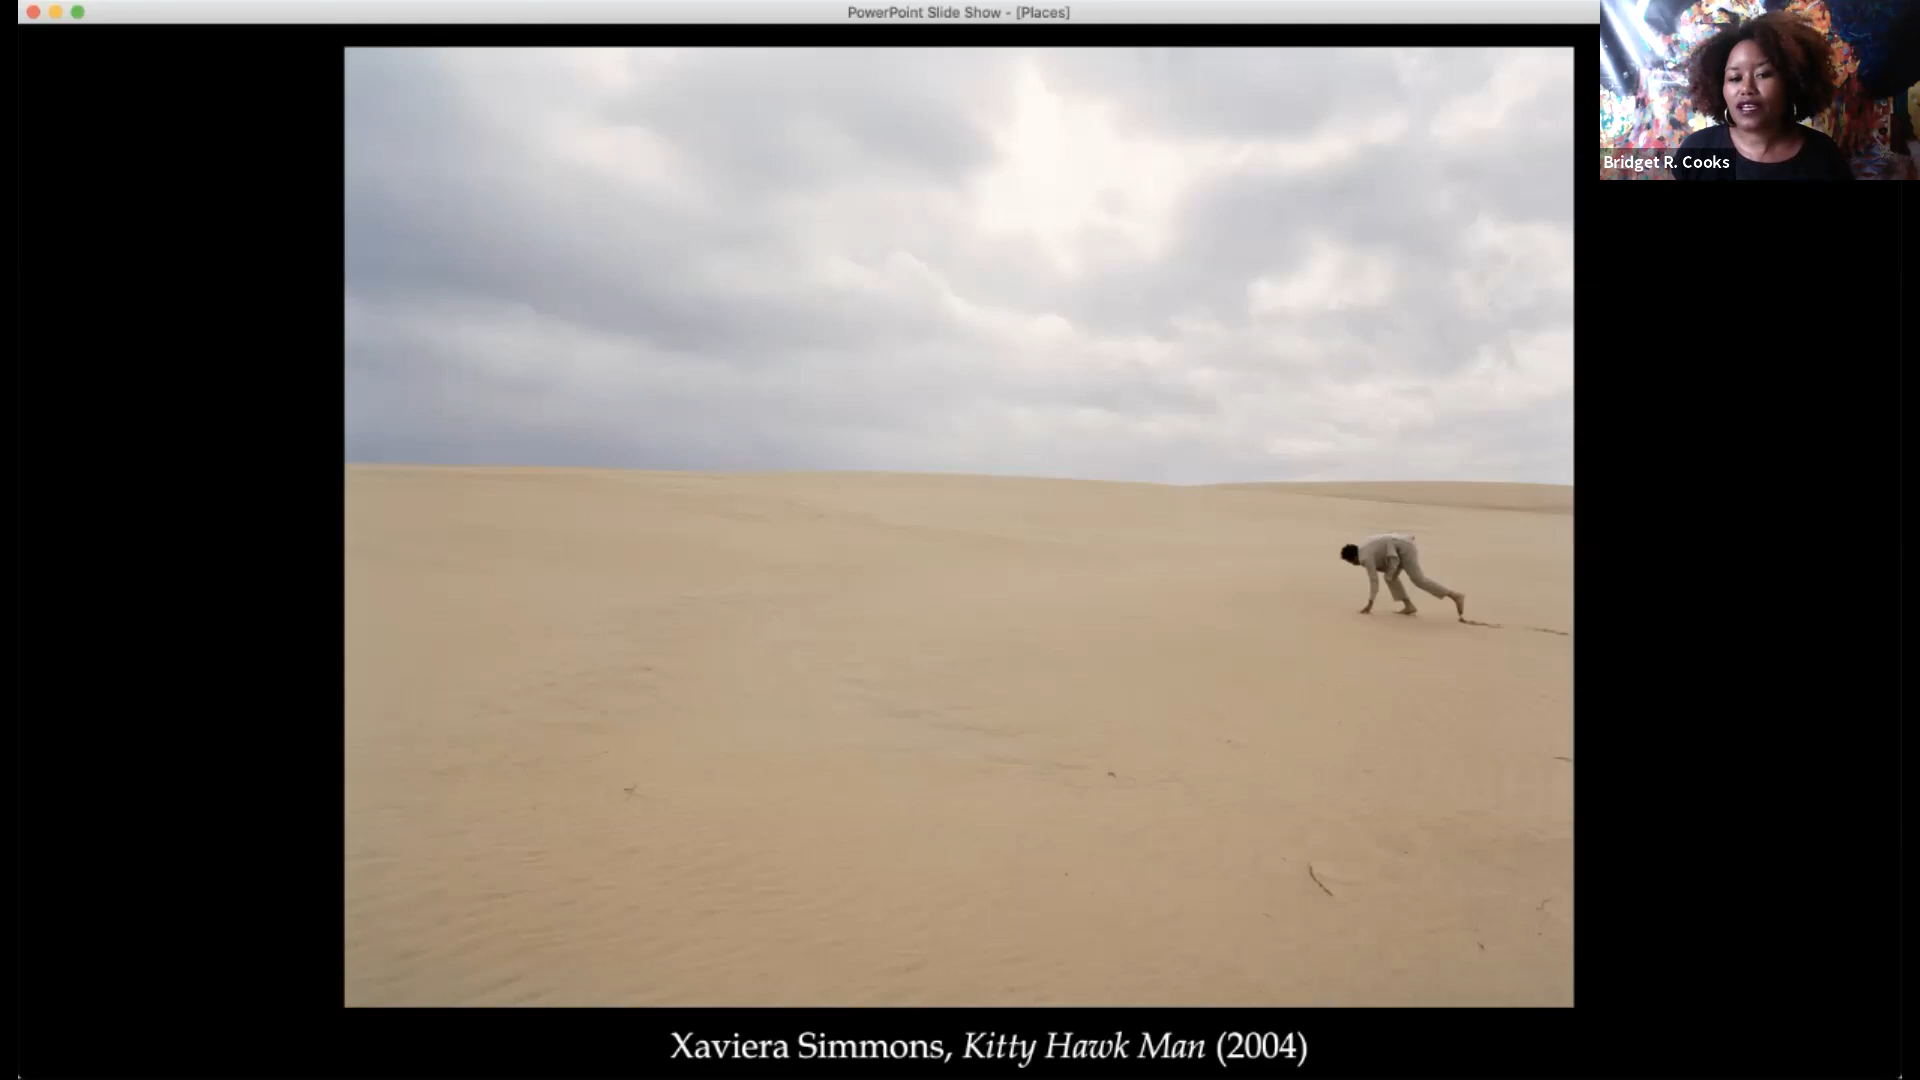 PowerPoint Slide Show - [Places]
Bridget R. Cooks
Xaviera Simmons, Kitty Hawk Man (2004)